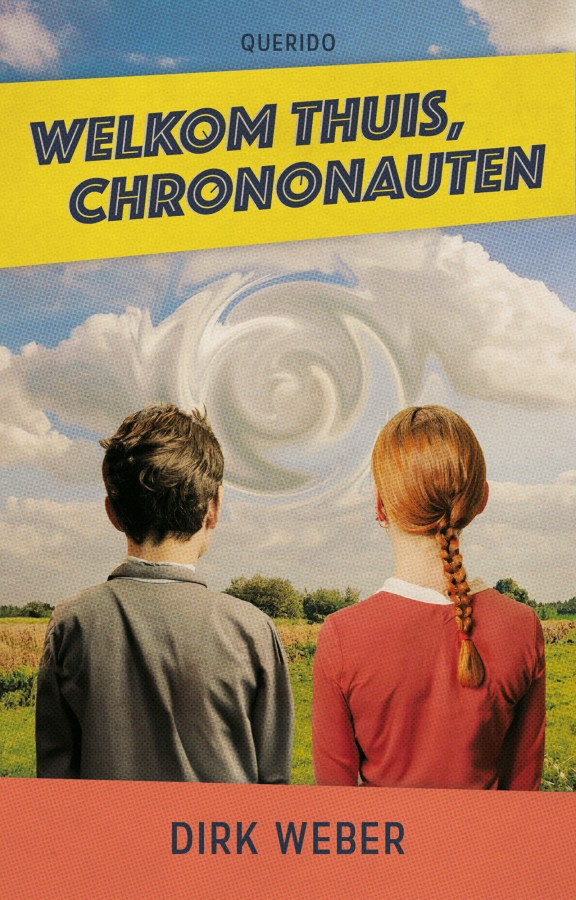 QUERIDO
WELKOM THUIS,
CHRONONAUTEN
DIRK WEBER